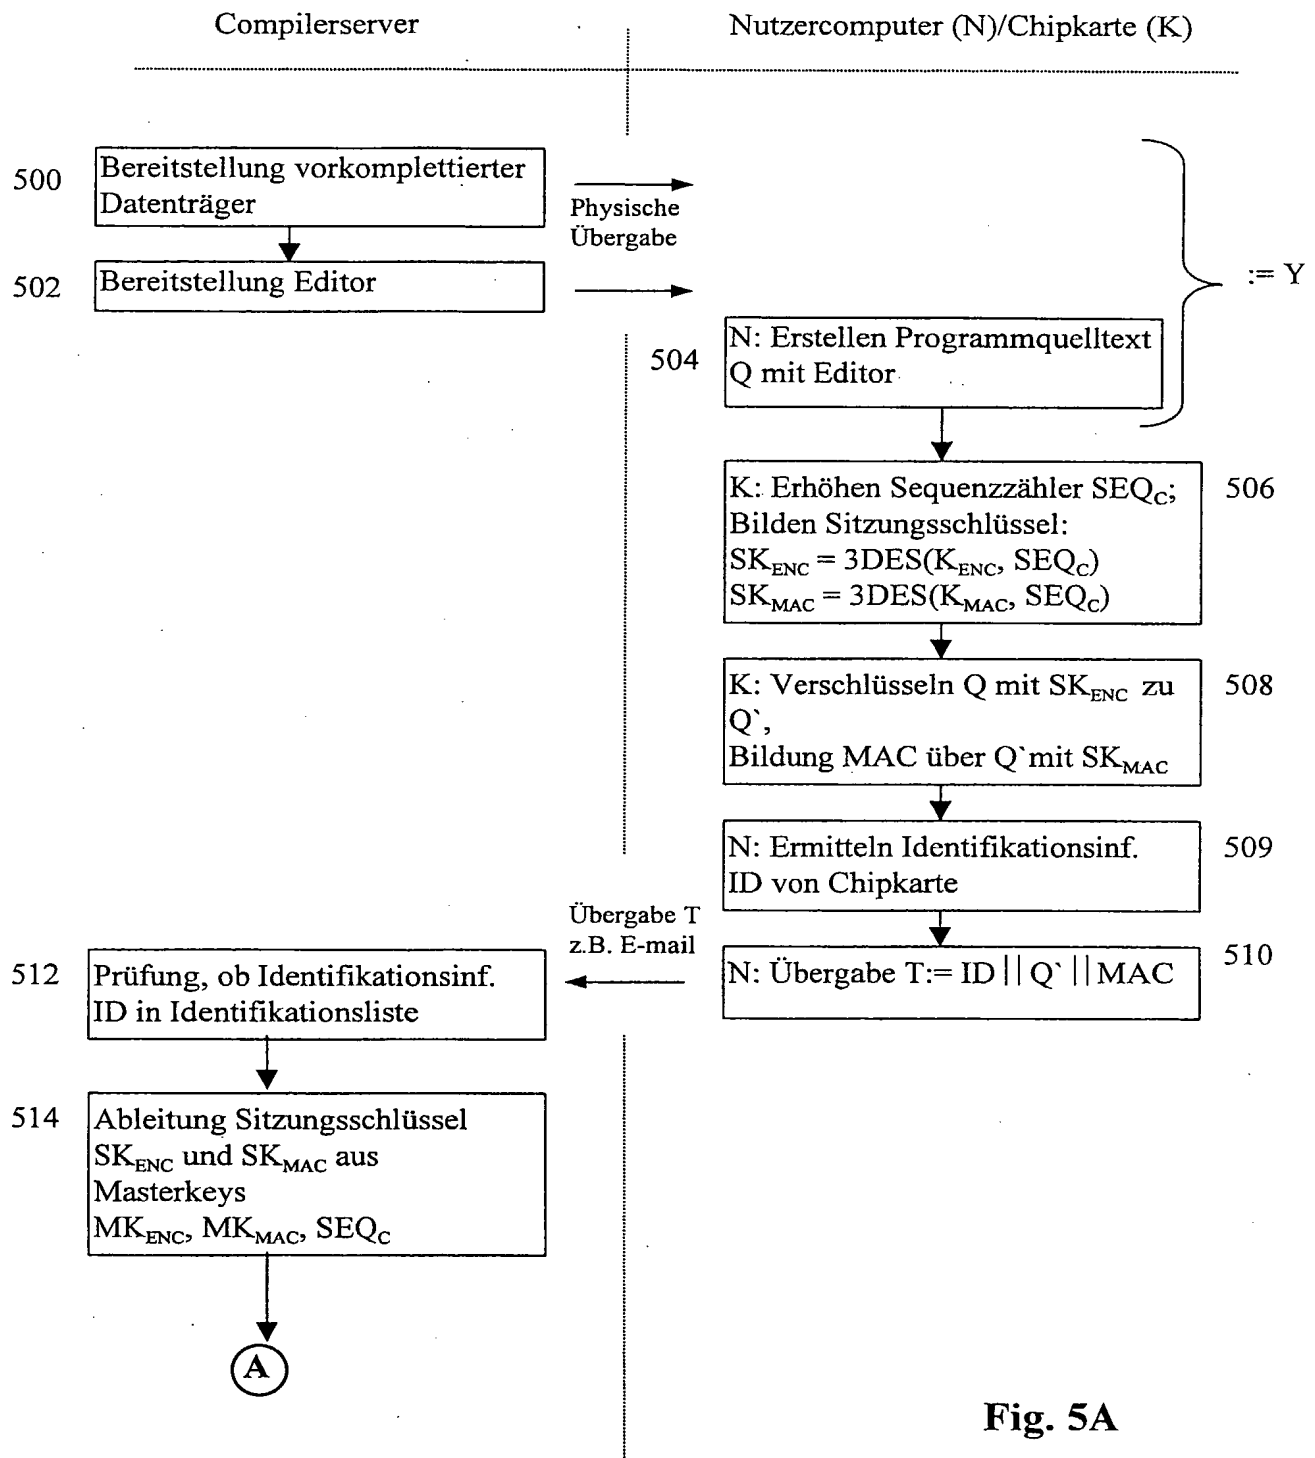 Compilerserver
Nutzercomputer (N)/Chipkarte (K)
500
Bereitstellung vorkomplettierter
Datenträger
Physische
Übergabe
502
Bereitstellung Editor
:= Y
504
N: Erstellen Programmquelltext
Q mit Editor
K: Erhöhen Sequenzzähler SEQC;
Bilden Sitzungsschlüssel:
SKENC = 3DES(KENC, SEQC)
SKMAC = 3DES(KMAC, SEQC)
506
K: Verschlüsseln Q mit SKENC zu
Q`,
Bildung MAC über Q`mit SKMAC
508
N: Ermitteln Identifikationsinf.
ID von Chipkarte
509
Übergabe T
z.B. E-mail
N: Übergabe T:= ID || Q` || MAC
510
512
Prüfung, ob Identifikationsinf.
ID in Identifikationsliste
514
Ableitung Sitzungsschlüssel
SKENC und SKMAC aus
Masterkeys
MKENC, MKMAC, SEQC
A
Fig. 5A